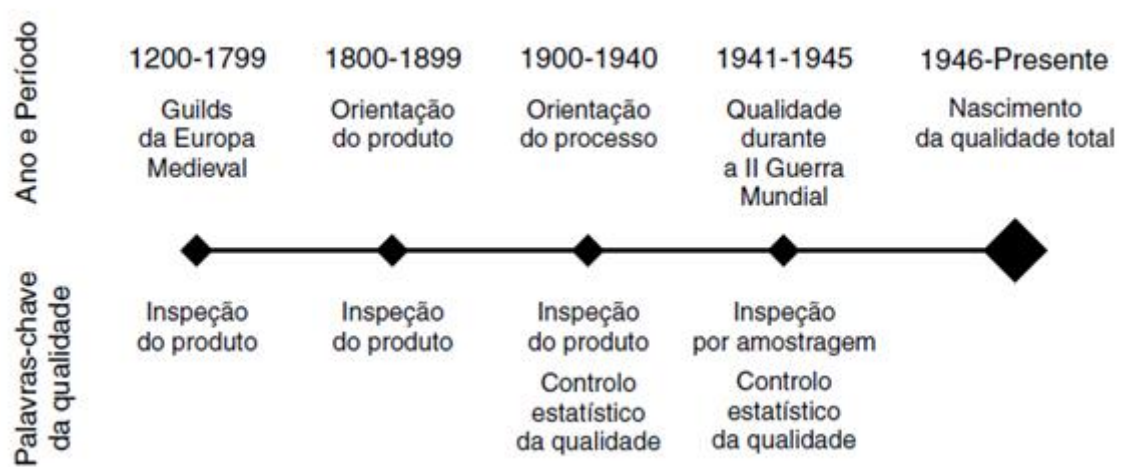 Ano e Período
1200-1799
Guilds
da Europa
Medieval
1800-1899
Orientação
do produto
1900-1940
Orientação
do processo
1941-1945
Qualidade
durante
a II Guerra
Mundial
1946-Presente
Nascimento
da qualidade total
Palavras-chave
da qualidade
Inspeção
do produto
Inspeção
do produto
Inspeção
do produto
Controlo
estatístico
da qualidade
Inspeção
por amostragem
Controlo
estatístico
da qualidade